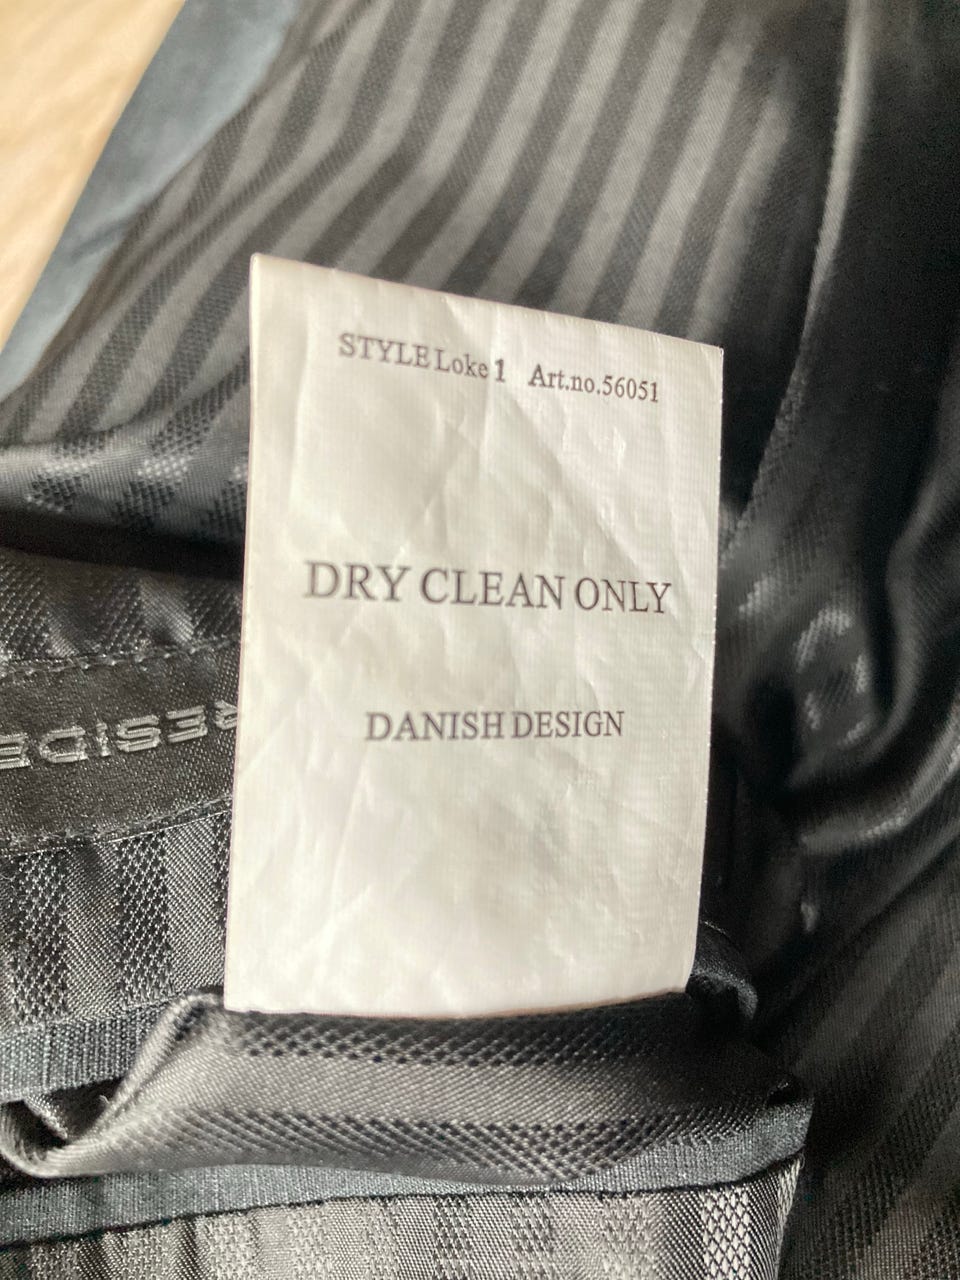 STYLE Loke 1 Art.no.56051
DRY CLEAN ONLY
DANISH DESIGN